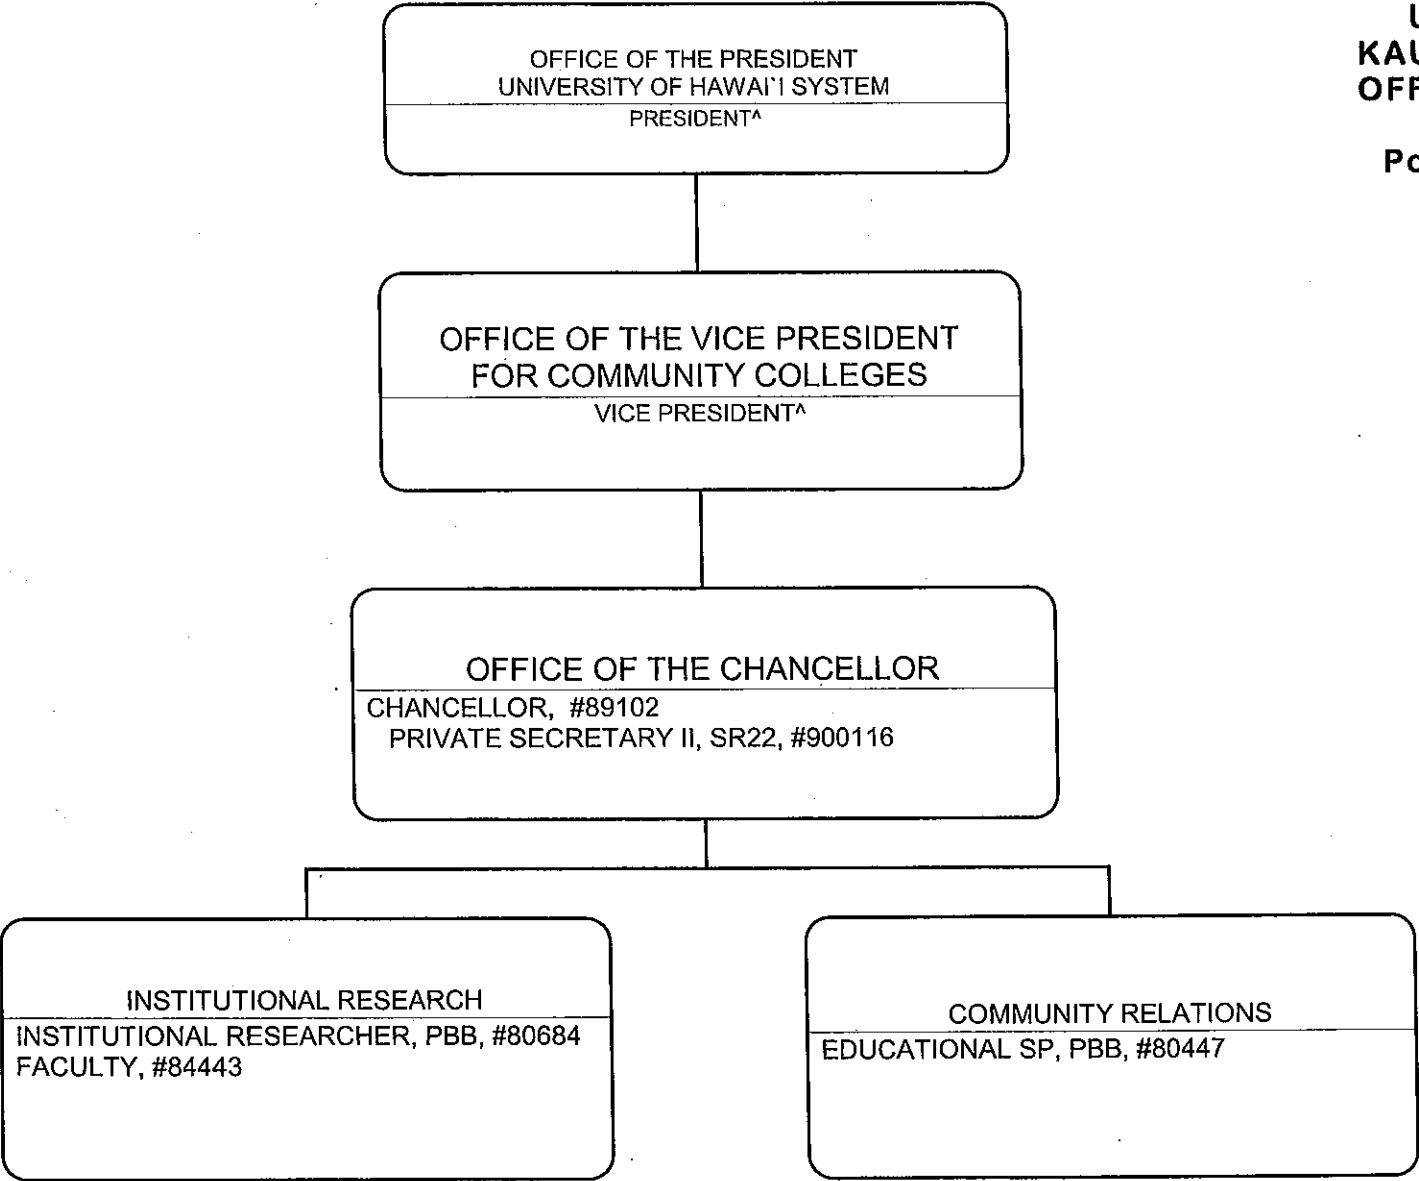 OFFICE OF THE PRESIDENT
UNIVERSITY OF HAWAI`I SYSTEM
PRESIDENT^
OFFICE OF THE VICE PRESIDENT
FOR COMMUNITY COLLEGES
VICE PRESIDENT^
OFFICE OF THE CHANCELLOR
CHANCELLOR, #89102
PRIVATE SECRETARY II, SR22, #900116
INSTITUTIONAL RESEARCH
INSTITUTIONAL RESEARCHER, PBB, #80684
FACULTY, #84443
COMMUNITY RELATIONS
EDUCATIONAL SP, PBB, #80447